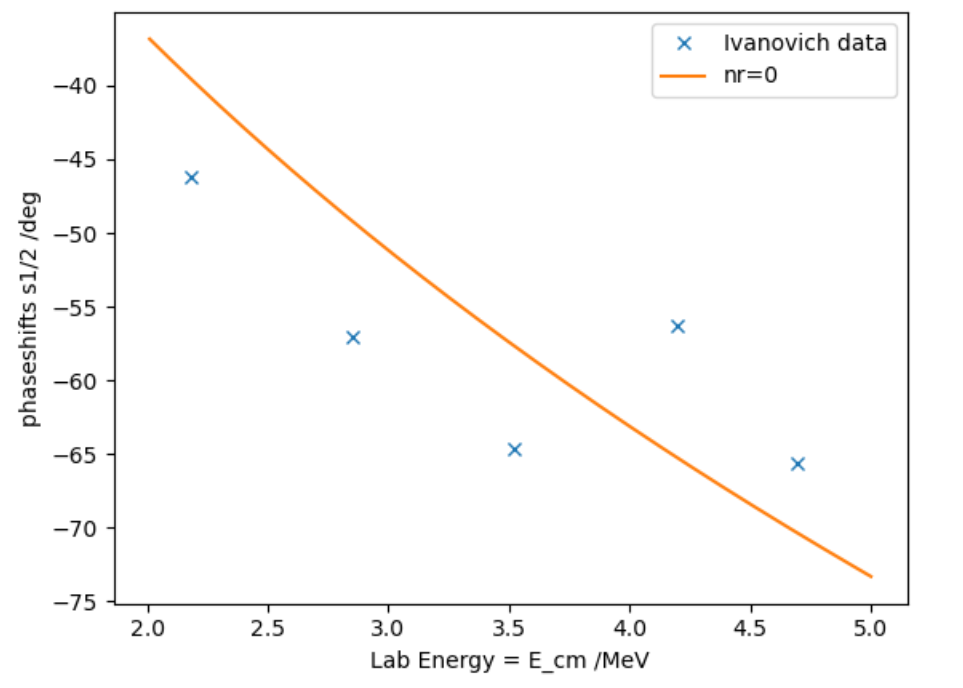 Ivanovich data
nr=0
phaseshifts s1/2 /deg
−40
−45
−50
−55
−60
−65
−70
−75
2.0 2.5 3.0 3.5 4.0 4.5 5.0
Lab Energy = E_cm /MeV